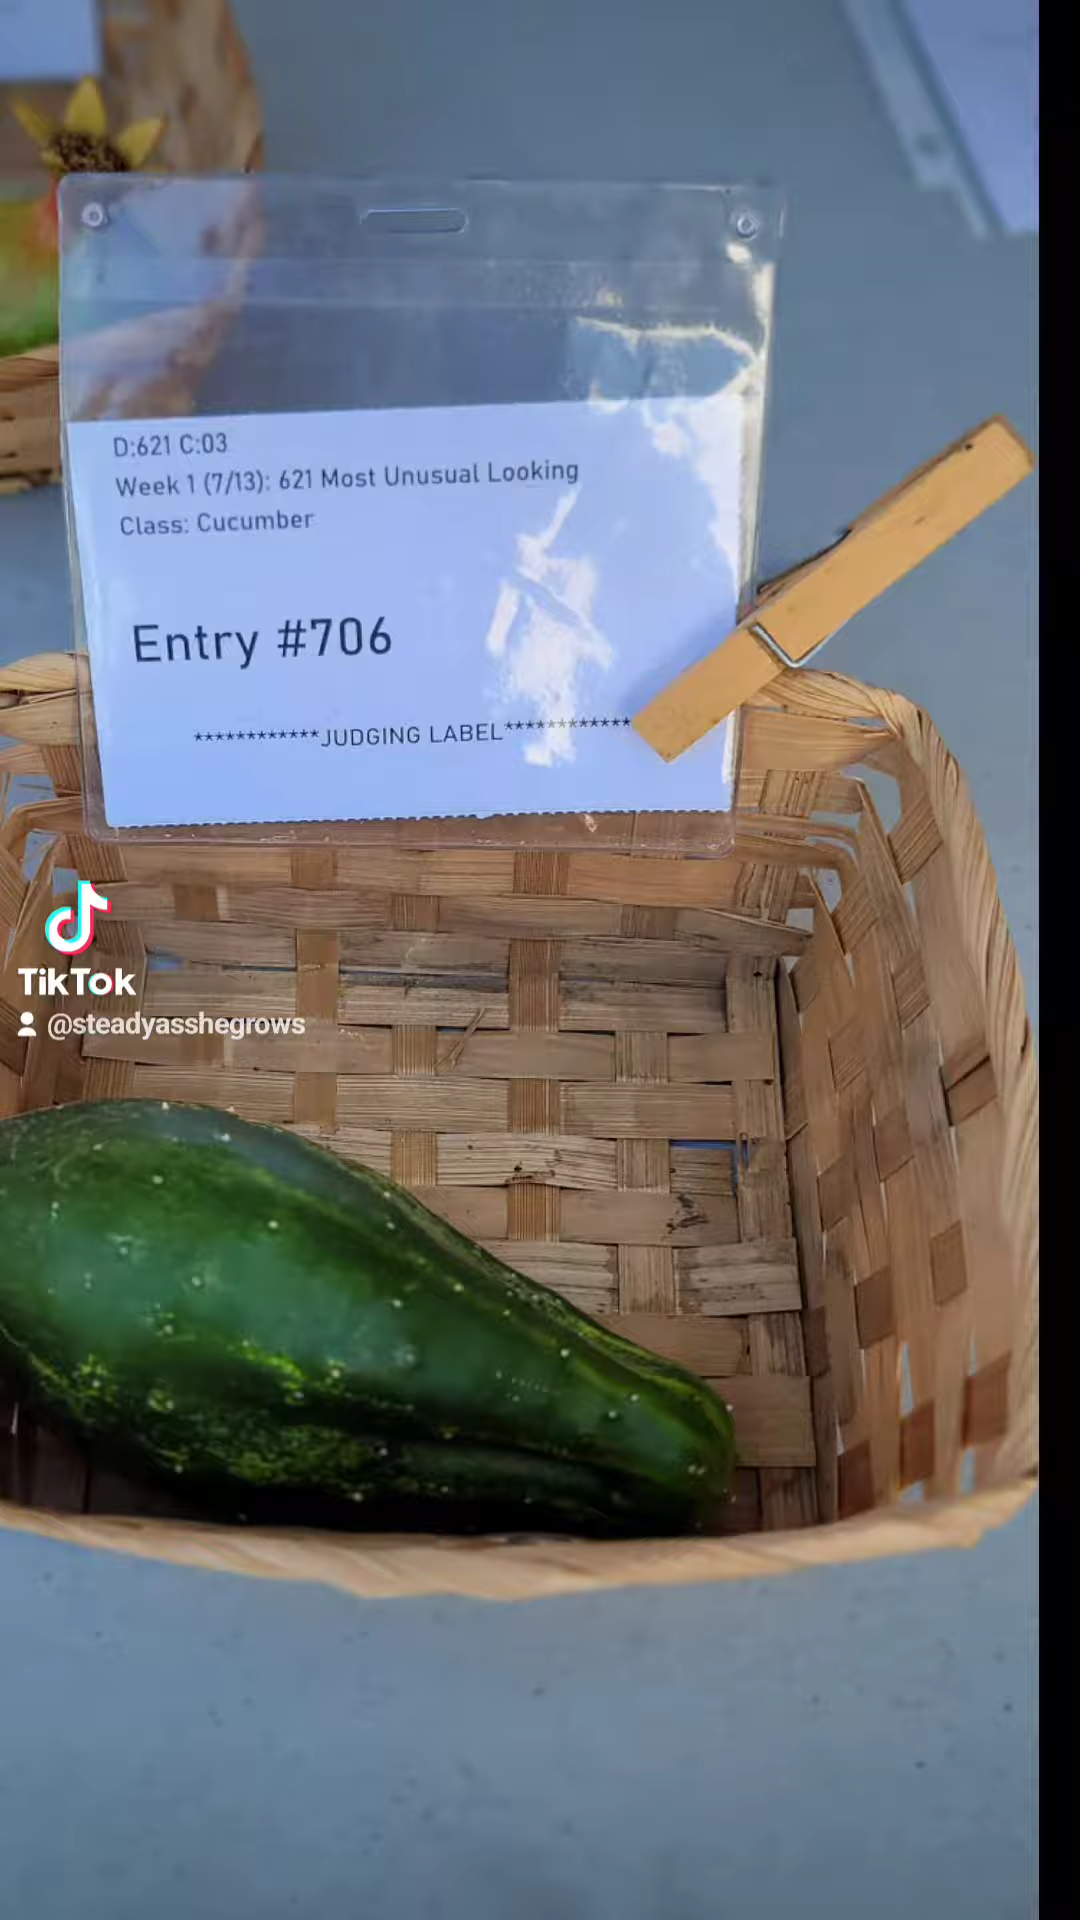 D:621 C:03
Week 1 (7/13): 621 Most Unusual Looking
Class: Cucumber
Entry #706
************JUDGING LABEL************
TikTok
@steadyasshegrows